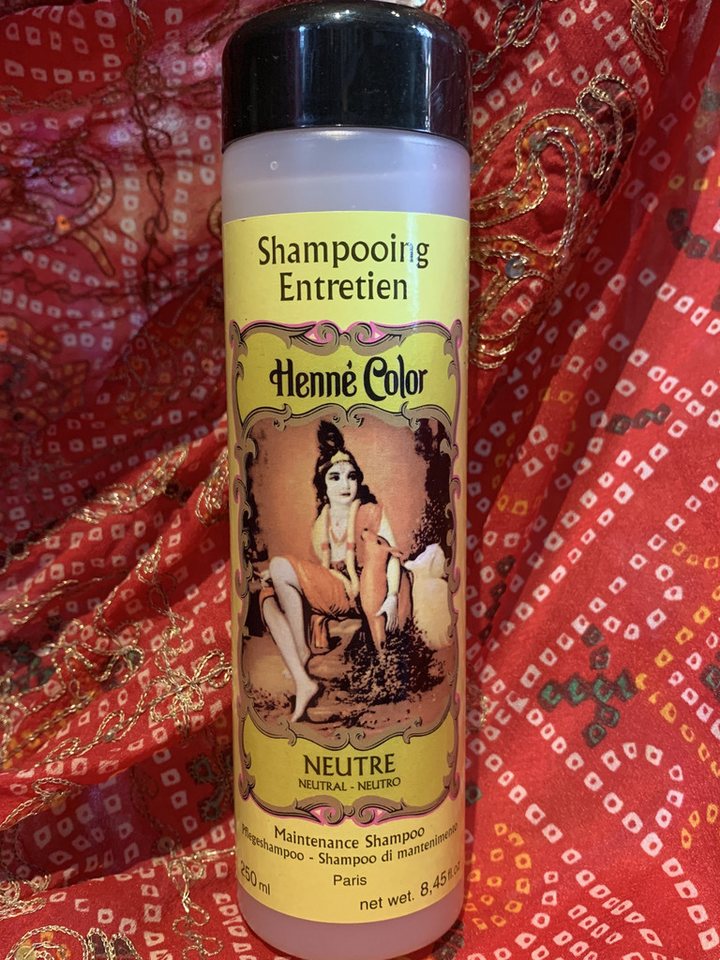 Shampooing
Entretien
Henné Color
NEUTRE
NEUTRAL - NEUTRO
Maintenance Shampoo
Pflegeshampoo - Shampoo di mantenimento
Paris
250 ml
net wet. 8,45 fl.oz